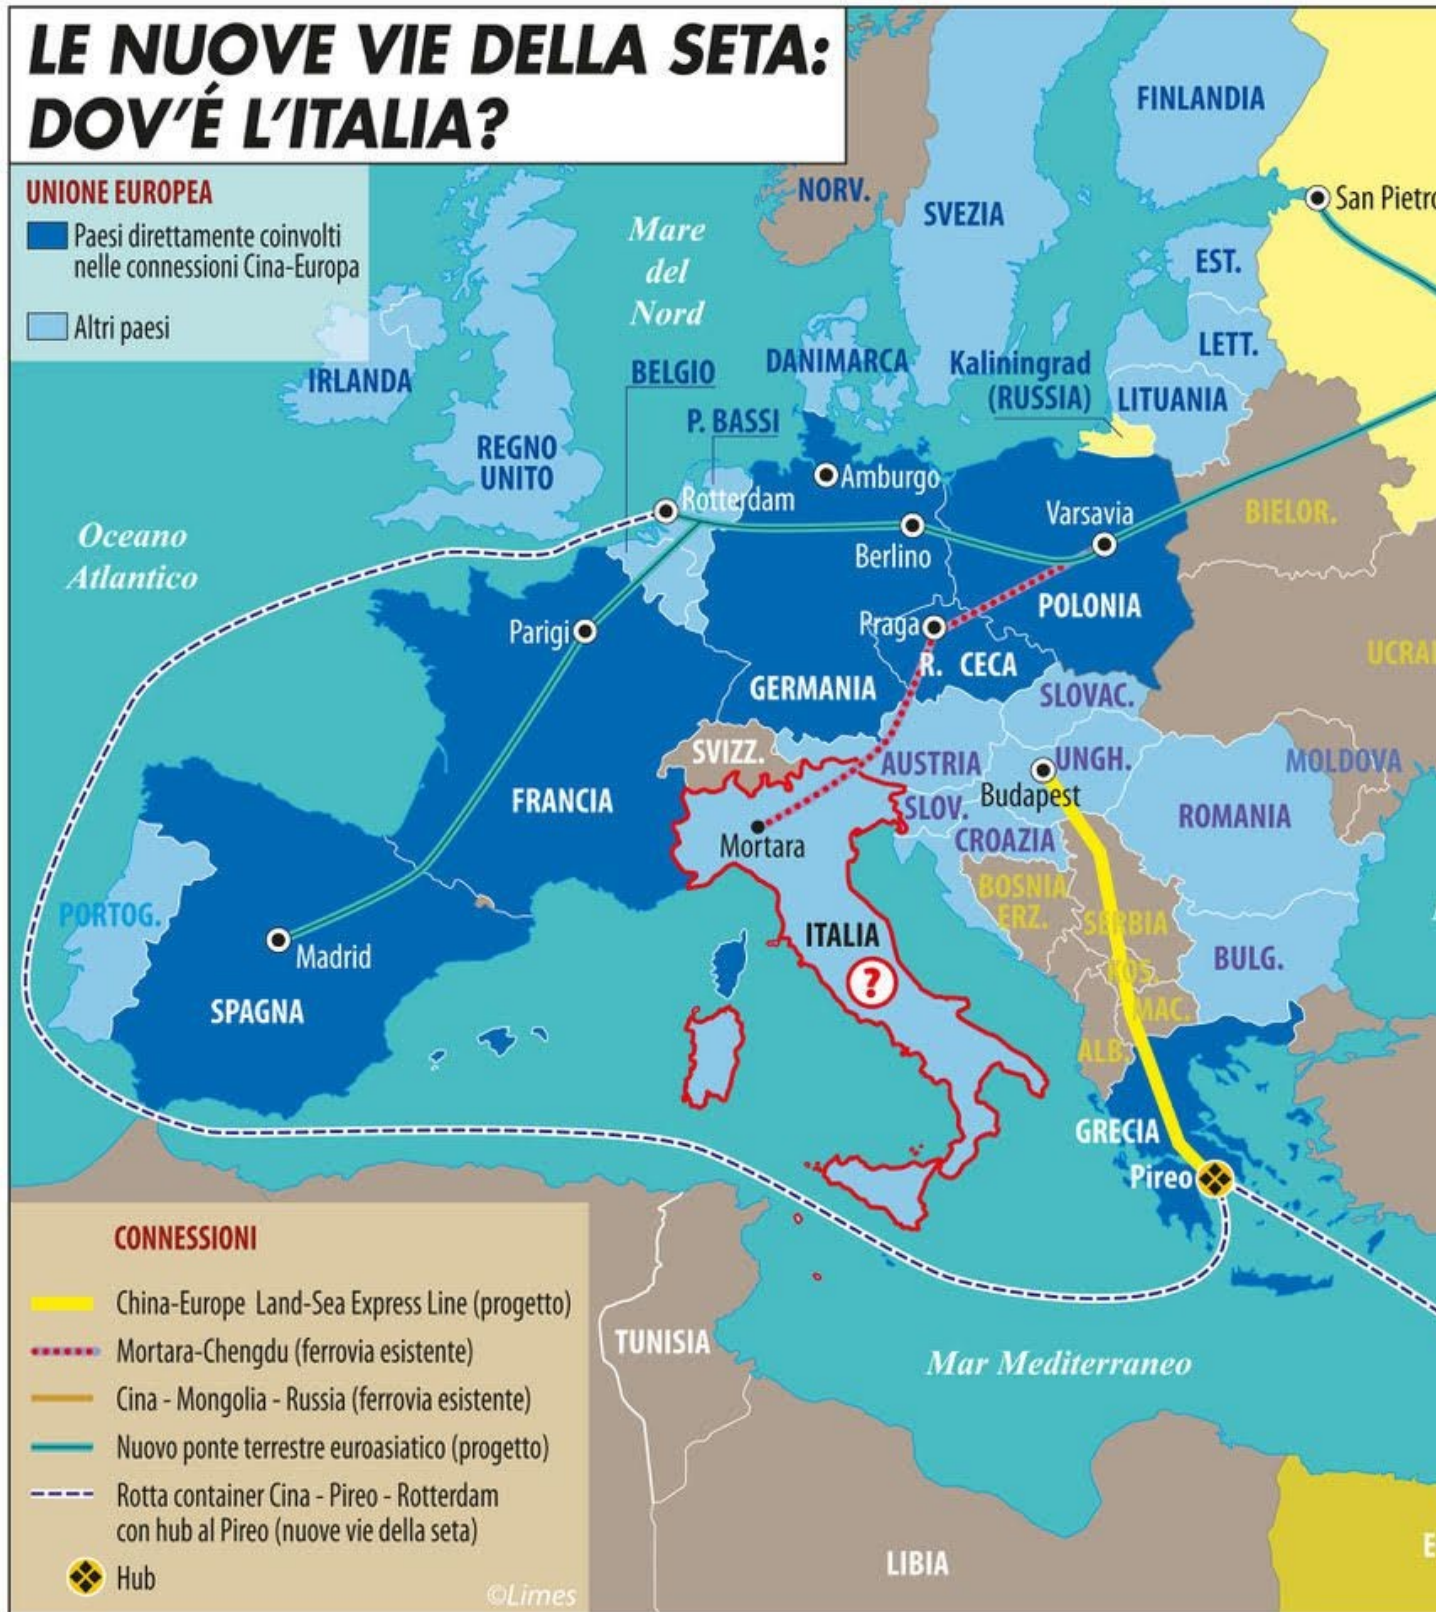 LE NUOVE VIE DELLA SETA:
DOV'É L'ITALIA?
UNIONE EUROPEA
Paesi direttamente coinvolti
nelle connessioni Cina-Europa
Altri paesi
FINLANDIA
NORV.
SVEZIA
San Pietro
Mare
del
Nord
EST.
LETT.
IRLANDA
BELGIO
DANIMARCA
Kaliningrad
(RUSSIA)
LITUANIA
P. BASSI
REGNO
UNITO
Rotterdam
Amburgo
Oceano
Atlantico
Berlino
Varsavia
BIELOR.
POLONIA
Parigi
Praga
R. CECA
UCRAI
GERMANIA
SLOVAC.
SVIZZ.
AUSTRIA
UNGH.
Budapest
MOLDOVA
FRANCIA
SLOV.
CROAZIA
ROMANIA
Mortara
BOSNIA
ERZ.
SERBIA
PORTOG.
Madrid
ITALIA
?
KOS.
BULG.
SPAGNA
MAC.
ALB.
GRECIA
Pireo
CONNESSIONI
China-Europe Land-Sea Express Line (progetto)
Mortara-Chengdu (ferrovia esistente)
Cina - Mongolia - Russia (ferrovia esistente)
Nuovo ponte terrestre euroasiatico (progetto)
Rotta container Cina - Pireo - Rotterdam
con hub al Pireo (nuove vie della seta)
Hub
©Limes
TUNISIA
Mar Mediterraneo
LIBIA
E